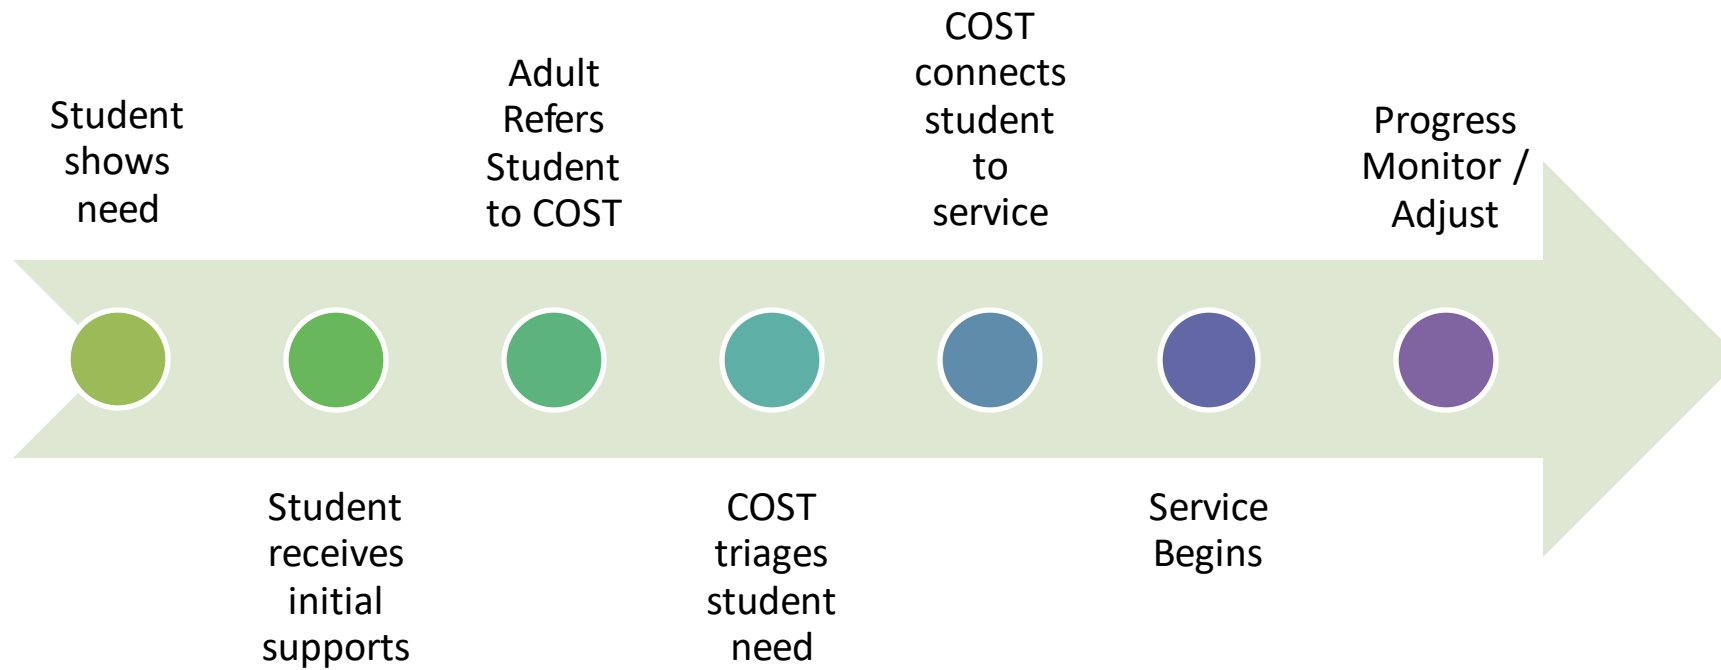 Student
shows
need
Student
receives
initial
supports
Adult
Refers
Student
to COST
COST
triages
student
need
COST
connects
student
to
service
Service
Begins
Progress
Monitor /
Adjust